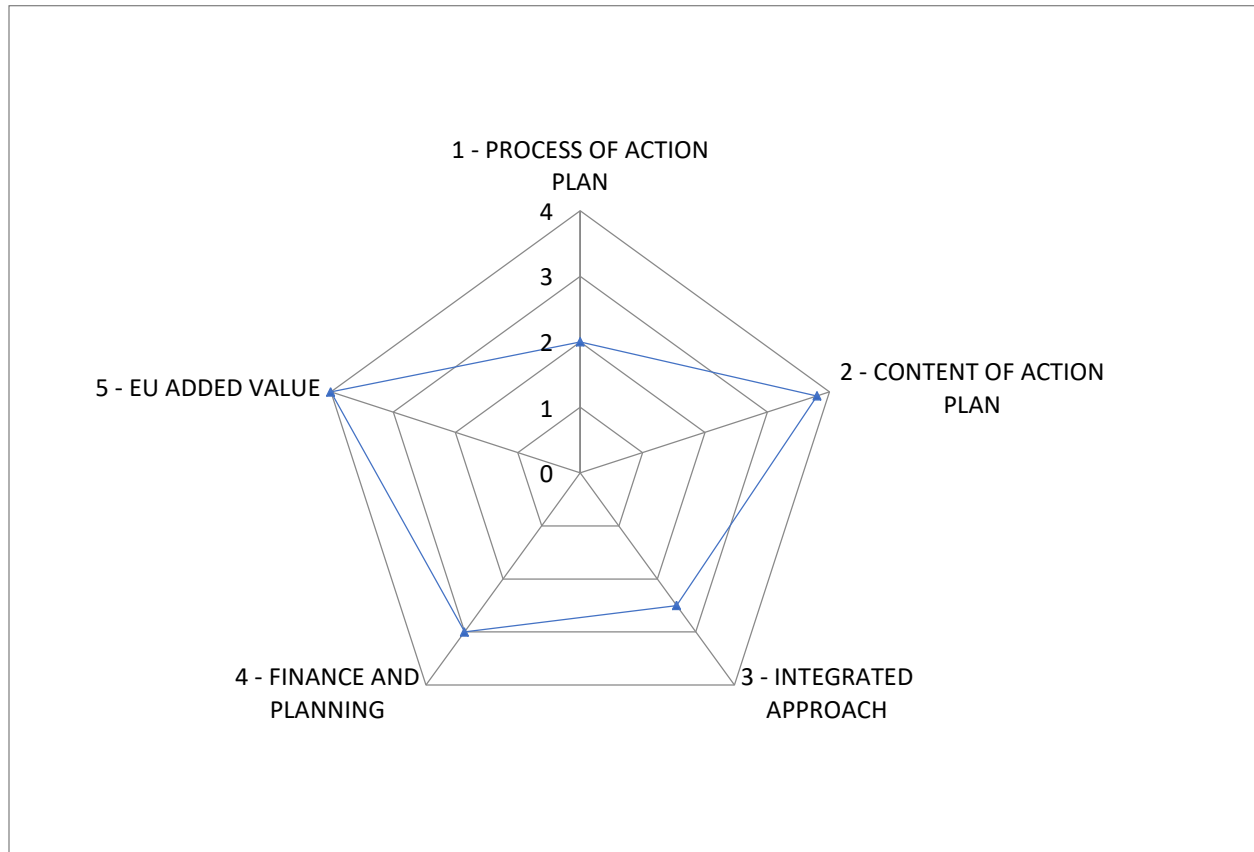 1 - PROCESS OF ACTION
PLAN
4
3
2
1
0
2 - CONTENT OF ACTION
PLAN
5 - EU ADDED VALUE
4 - FINANCE AND
PLANNING
3 - INTEGRATED
APPROACH